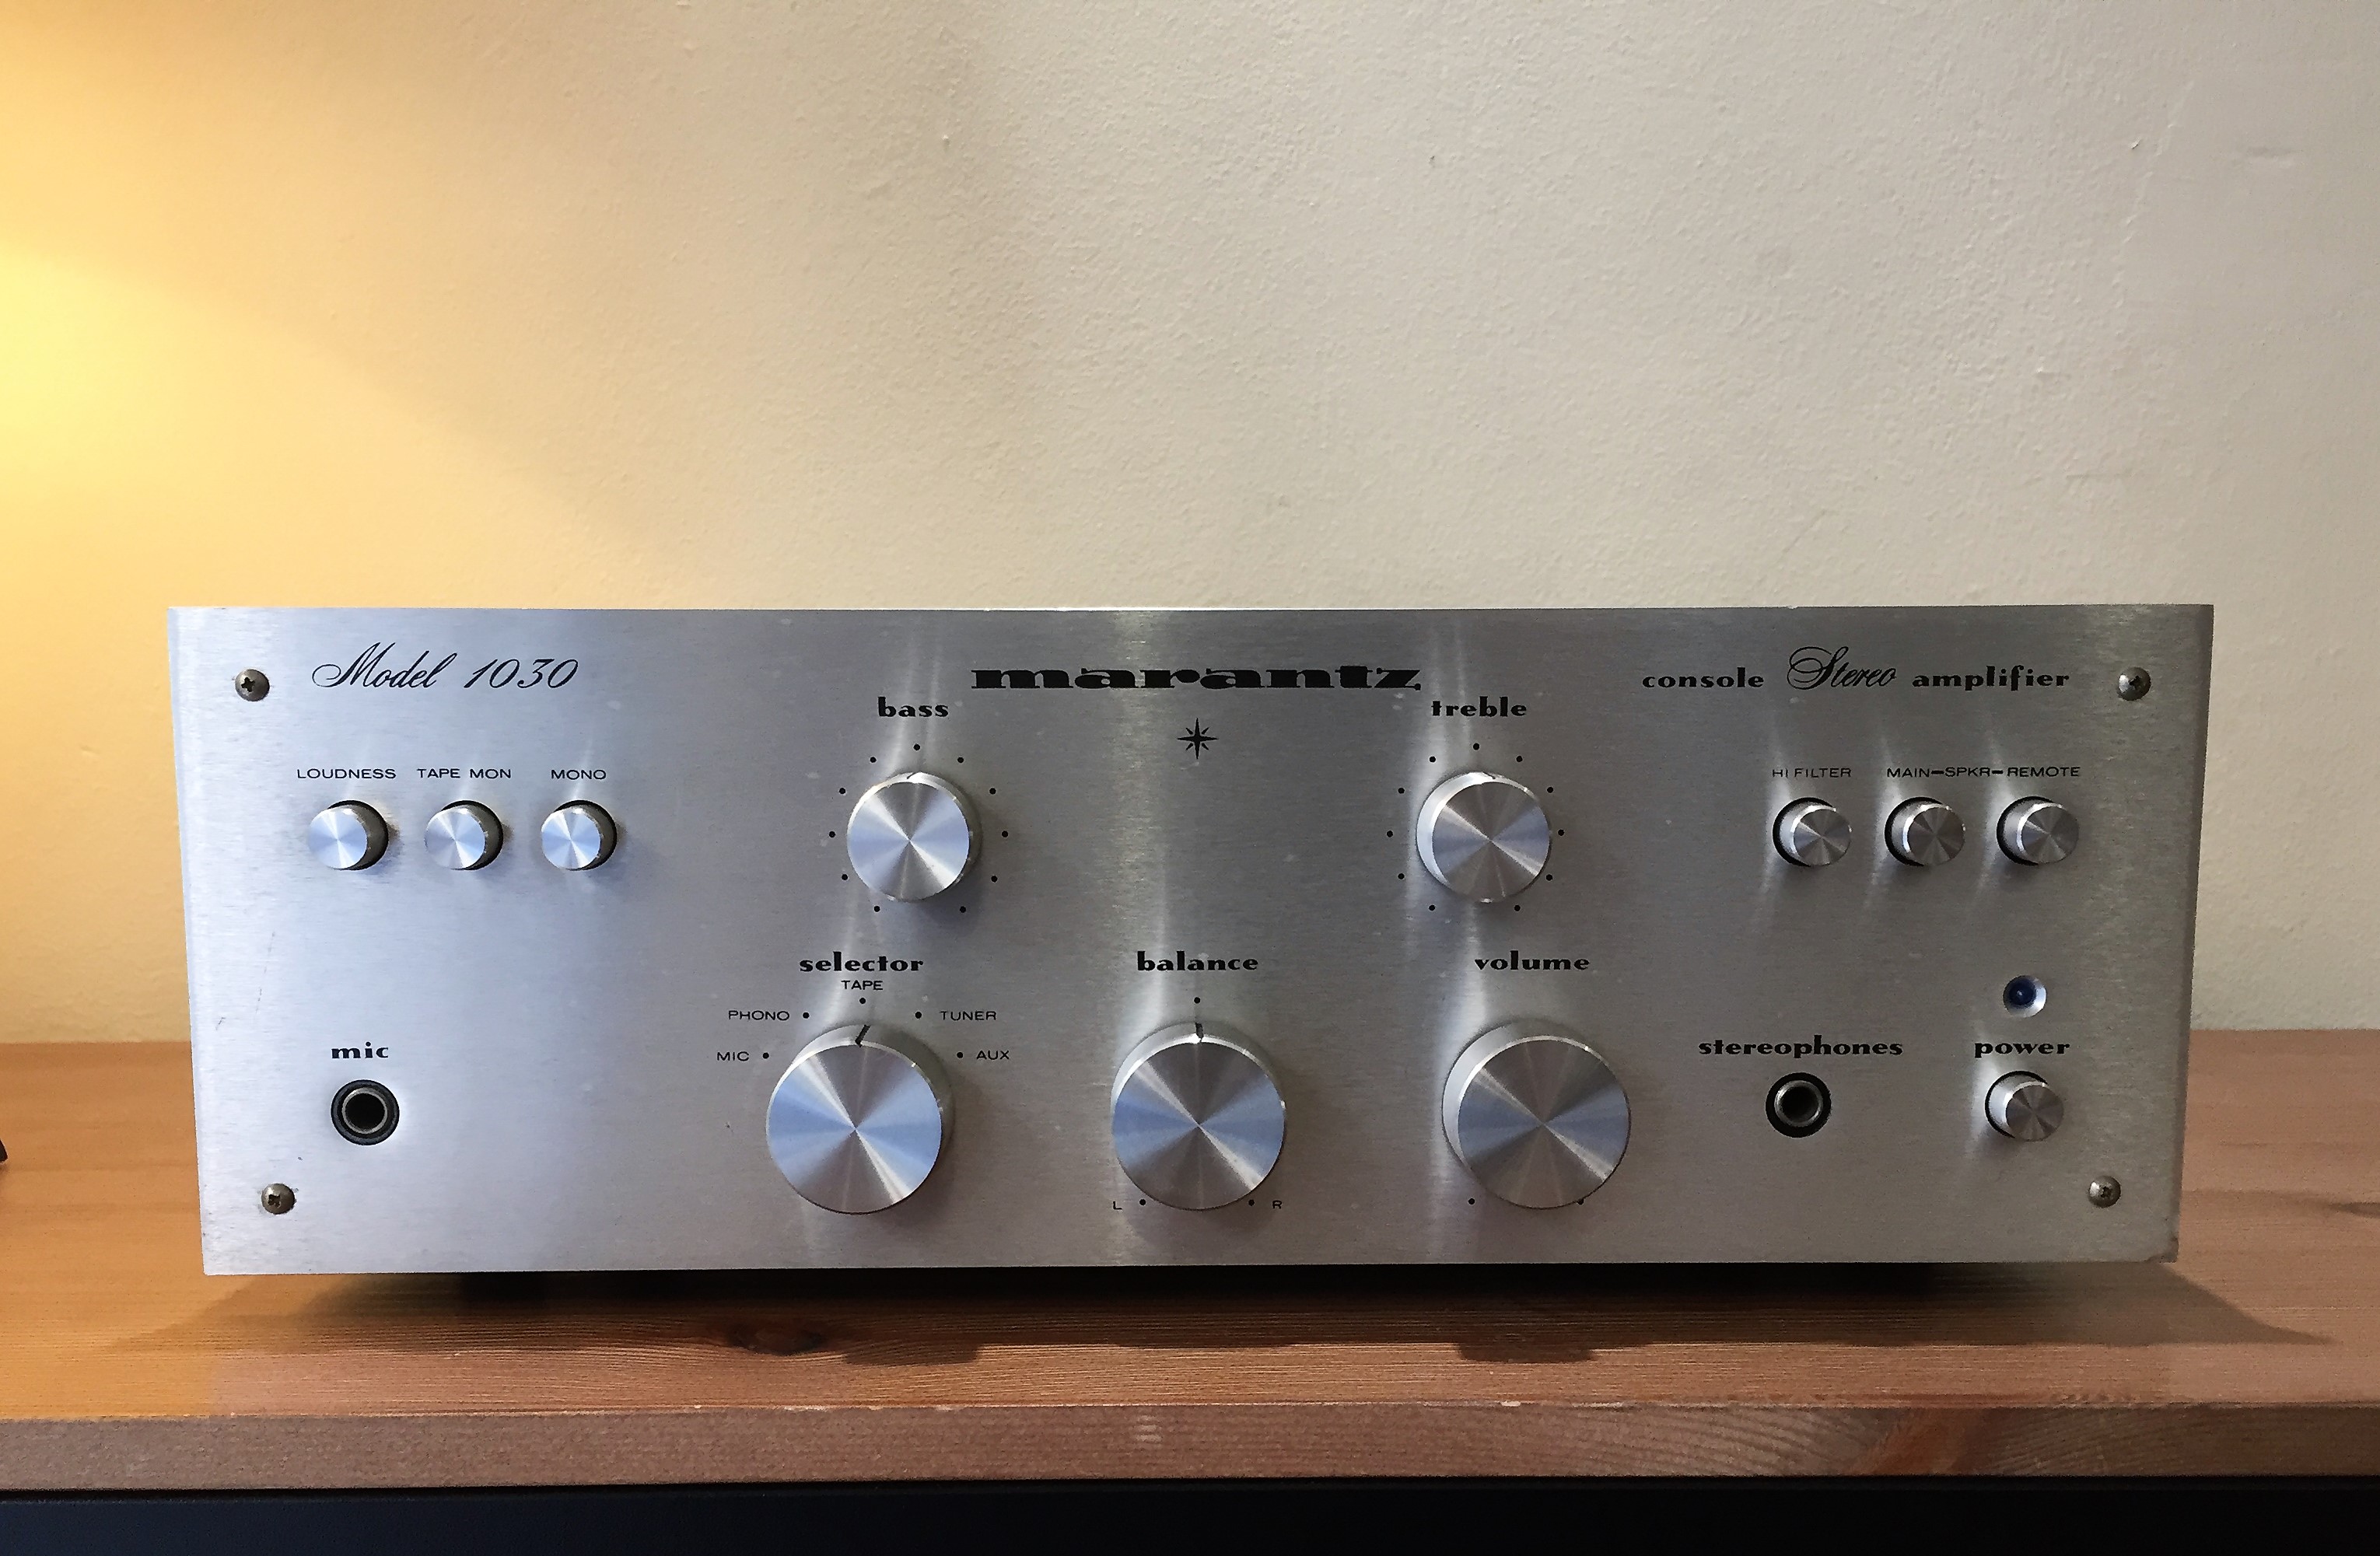 Model 1030
marantz
console Stereo amplifier
bass
treble
LOUDNESS TAPE MON MONO
HI FILTER MAIN-SPKR-REMOTE
selector
balance
volume
TAPE
PHONO TUNER
MIC AUX
mic
stereophones
power
L R